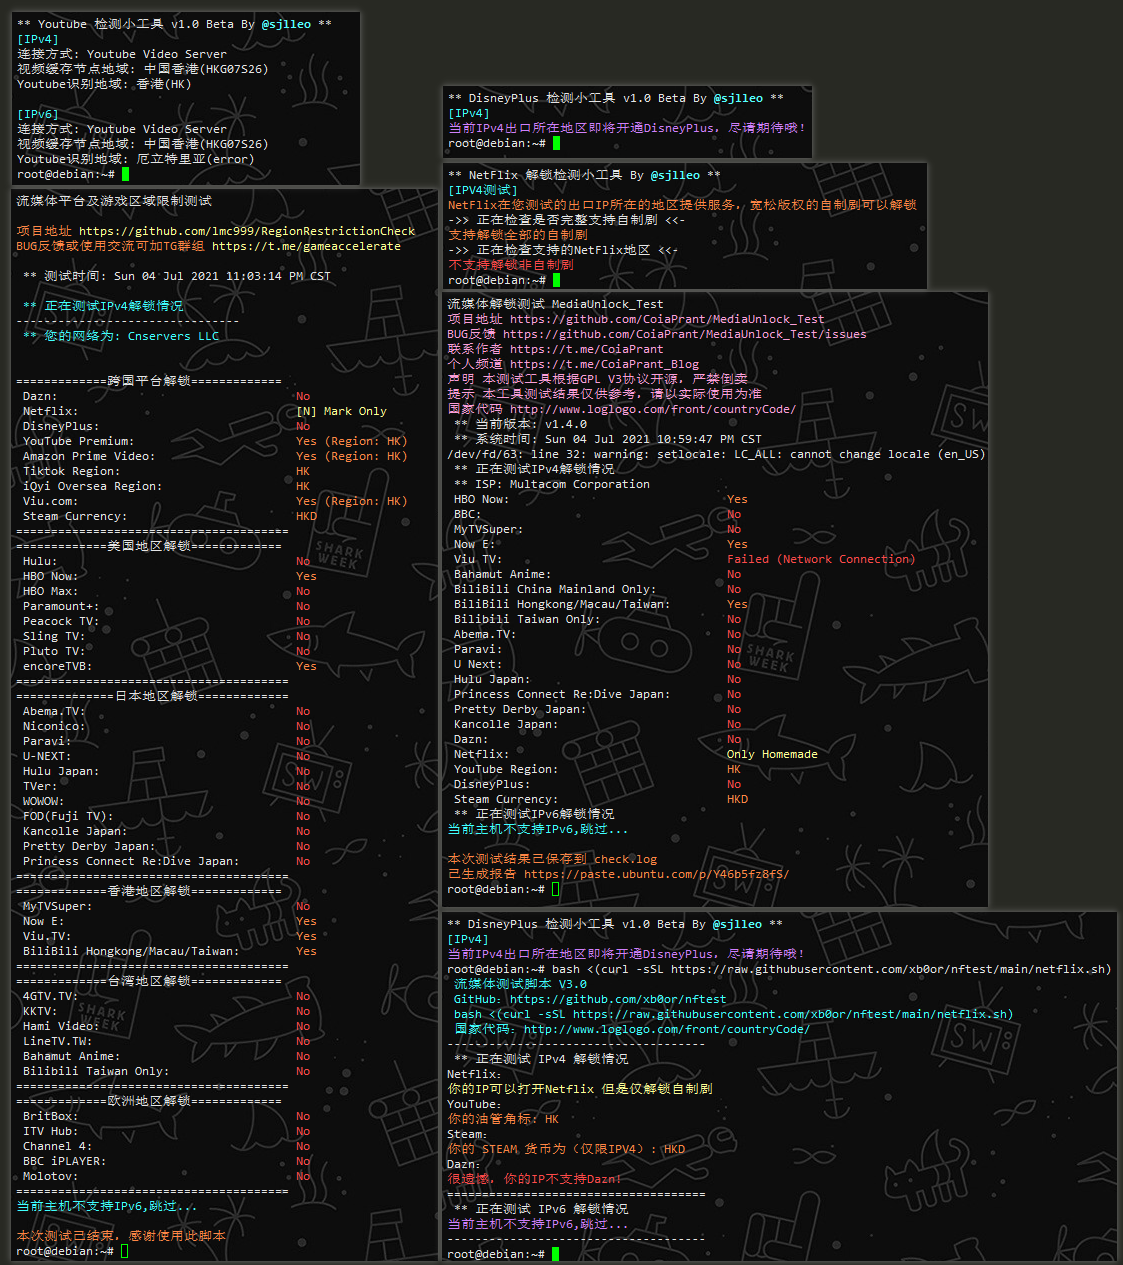 ** Youtube 检测小工具 v1.0 Beta By @sjlleo **
[IPv4]
连接方式: Youtube Video Server
视频缓存节点地域: 中国香港(HKG07S26)
Youtube识别地域: 香港(HK)
[IPv6]
连接方式: Youtube Video Server
视频缓存节点地域: 中国香港(HKG07S26)
Youtube识别地域: 厄立特里亚(error)
root@debian:~#
流媒体平台及游戏区域限制测试
项目地址 https://github.com/lmc999/RegionRestrictionCheck
BUG反馈或使用交流可加TG群组 https://t.me/gameaccelerate
** 测试时间: Sun 04 Jul 2021 11:03:14 PM CST
** 正在测试IPv4解锁情况
--------------------------------
** 您的网络为: Cnservers LLC
=============跨国平台解锁=============
Dazn: No
Netflix: [N] Mark Only
DisneyPlus: No
YouTube Premium: Yes (Region: HK)
Amazon Prime Video: Yes (Region: HK)
Tiktok Region: HK
iQyi Oversea Region: HK
Viu.com: Yes (Region: HK)
Steam Currency: HKD
=======================================
=============美国地区解锁=============
Hulu: No
HBO Now: Yes
HBO Max: No
Paramount+: No
Peacock TV: No
Sling TV: No
Pluto TV: No
encoreTVB: Yes
=======================================
==============日本地区解锁=============
Abema.TV: No
Niconico: No
Paravi: No
U-NEXT: No
Hulu Japan: No
TVer: No
WOWOW: No
FOD(Fuji TV): No
Kancolle Japan: No
Pretty Derby Japan: No
Princess Connect Re:Dive Japan: No
=======================================
=============香港地区解锁=============
MyTVSuper: No
Now E: Yes
Viu.TV: Yes
BiliBili Hongkong/Macau/Taiwan: Yes
=======================================
=============台湾地区解锁=============
4GTV.TV: No
KKTV: No
Hami Video: No
LineTV.TW: No
Bahamut Anime: No
Bilibili Taiwan Only: No
=======================================
=============欧洲地区解锁=============
BritBox: No
ITV Hub: No
Channel 4: No
BBC iPLAYER: No
Molotov: No
=======================================
当前主机不支持IPv6,跳过...
本次测试已结束，感谢使用此脚本
root@debian:~#
** DisneyPlus 检测小工具 v1.0 Beta By @sjlleo **
[IPv4]
当前IPv4出口所在地区即将开通DisneyPlus，尽请期待哦!
root@debian:~#
** NetFlix 解锁检测小工具 By @sjlleo **
[IPV4测试]
NetFlix在您测试的出口IP所在的地区提供服务，宽松版权的自制剧可以解锁
->> 正在检查是否完整支持自制剧 <<-
支持解锁全部的自制剧
->> 正在检查支持的NetFlix地区 <<-
不支持解锁非自制剧
root@debian:~#
流媒体解锁测试 MediaUnlock_Test
项目地址 https://github.com/CoiaPrant/MediaUnlock_Test
BUG反馈 https://github.com/CoiaPrant/MediaUnlock_Test/issues
联系作者 https://t.me/CoiaPrant
个人频道 https://t.me/CoiaPrant_Blog
声明 本测试工具根据GPL V3协议开源，严禁倒卖
提示 本工具测试结果仅供参考，请以实际使用为准
国家代码 http://www.loglogo.com/front/countryCode/
** 当前版本: v1.4.0
** 系统时间: Sun 04 Jul 2021 10:59:47 PM CST
/dev/fd/63: line 32: warning: setlocale: LC_ALL: cannot change locale (en_US)
** 正在测试IPv4解锁情况
** ISP: Multacom Corporation
HBO Now: Yes
BBC: No
MyTVSuper: No
Now E: Yes
Viu TV: Failed (Network Connection)
Bahamut Anime: No
BiliBili China Mainland Only: No
BiliBili Hongkong/Macau/Taiwan: Yes
Bilibili Taiwan Only: No
Abema.TV: No
Paravi: No
U Next: No
Hulu Japan: No
Princess Connect Re:Dive Japan: No
Pretty Derby Japan: No
Kancolle Japan: No
Dazn: No
Netflix: Only Homemade
YouTube Region: HK
DisneyPlus: No
Steam Currency: HKD
** 正在测试IPv6解锁情况
当前主机不支持IPv6,跳过...
本次测试结果已保存到 check.log
已生成报告 https://paste.ubuntu.com/p/Y46b5fz8fS/
root@debian:~#
** DisneyPlus 检测小工具 v1.0 Beta By @sjlleo **
[IPv4]
当前IPv4出口所在地区即将开通DisneyPlus，尽请期待哦!
root@debian:~# bash <(curl -sSL https://raw.githubusercontent.com/xb0or/nftest/main/netflix.sh)
流媒体测试脚本 V3.0
GitHub：https://github.com/xb0or/nftest
bash <(curl -sSL https://raw.githubusercontent.com/xb0or/nftest/main/netflix.sh)
国家代码：http://www.loglogo.com/front/countryCode/
-------------------------------------
** 正在测试 IPv4 解锁情况
Netflix：
你的IP可以打开Netflix 但是仅解锁自制剧
YouTube：
你的油管角标: HK
Steam：
你的 STEAM 货币为（仅限IPV4）: HKD
Dazn：
很遗憾，你的IP不支持Dazn!
=====================================
** 正在测试 IPv6 解锁情况
当前主机不支持IPv6,跳过...
-------------------------------------
root@debian:~#